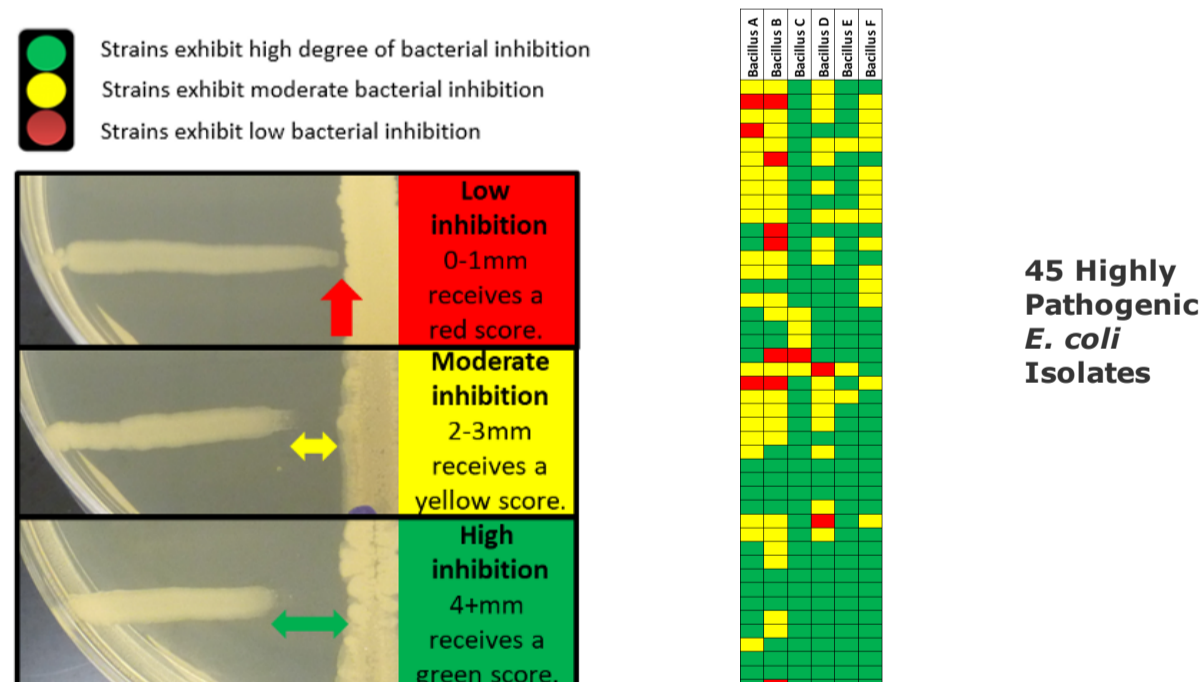 Strains exhibit high degree of bacterial inhibition
Strains exhibit moderate bacterial inhibition
Strains exhibit low bacterial inhibition
Low
inhibition
0-1mm
receives a
red score.
Moderate
inhibition
2-3mm
receives a
yellow score.
High
inhibition
4+mm
receives a
green score.
Bacillus A
Bacillus B
Bacillus C
Bacillus D
Bacillus E
Bacillus F
45 Highly
Pathogenic
E. coli
Isolates